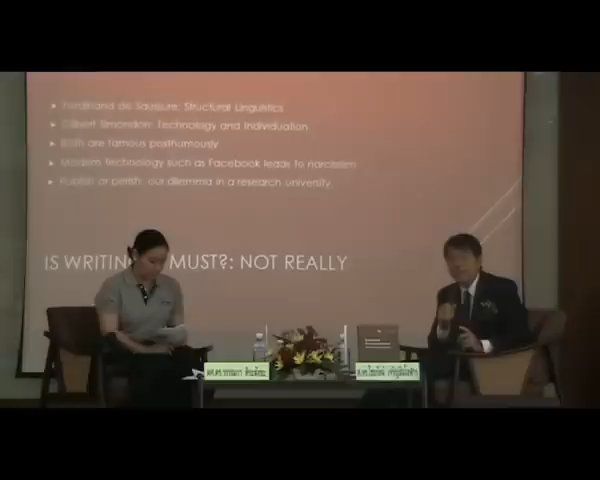 Ferdinand de Saussure: Structural Linguistics
Gilbert Simondon: Technology and Individuation
Both are famous posthumously
Modern technology such as Facebook leads to narcissism
Publish or perish: our dilemma in a research university.
IS WRITING MUST?: NOT REALLY